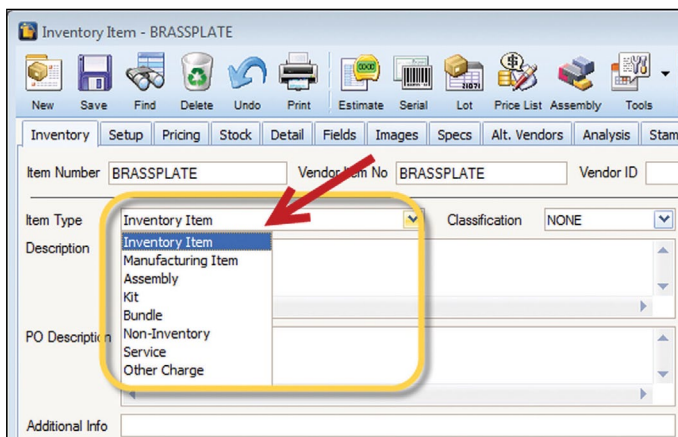 Inventory Item - BRASSPLATE
New Save Find Delete Undo Print Estimate Serial Lot Price List Assembly Tools
Inventory Setup Pricing Stock Detail Fields Images Specs Alt. Vendors Analysis Stam
Item Number BRASSPLATE Vendor Item No BRASSPLATE Vendor ID
Item Type Inventory Item Classification NONE
Description Inventory Item
Manufacturing Item
Assembly
Kit
Bundle
PO Description Non-Inventory
Service
Other Charge
Additional Info